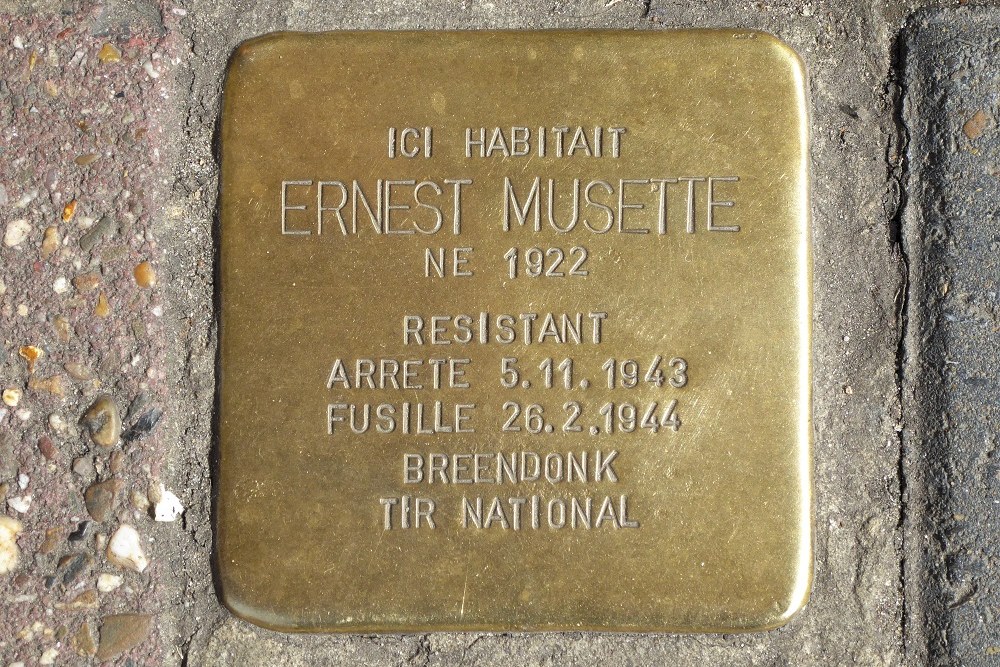 ICI HABITAIT
ERNEST MUSETTE
NE 1922
RESISTANT
ARRETE 5.11.1943
FUSILLE 26.2.1944
BREENDONK
TIR NATIONAL